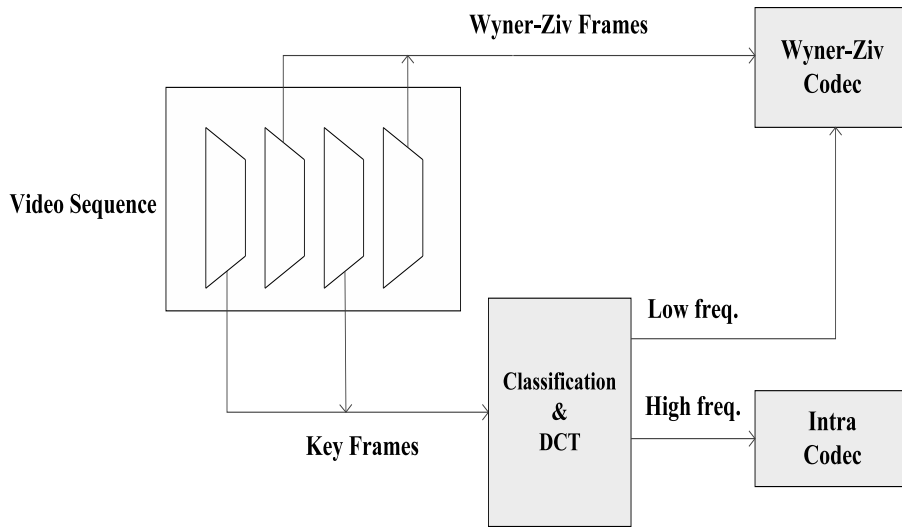 Wyner-Ziv Frames
Wyner-Ziv
Codec
Video Sequence
Low freq.
Classification
&
DCT
High freq.
Intra
Codec
Key Frames